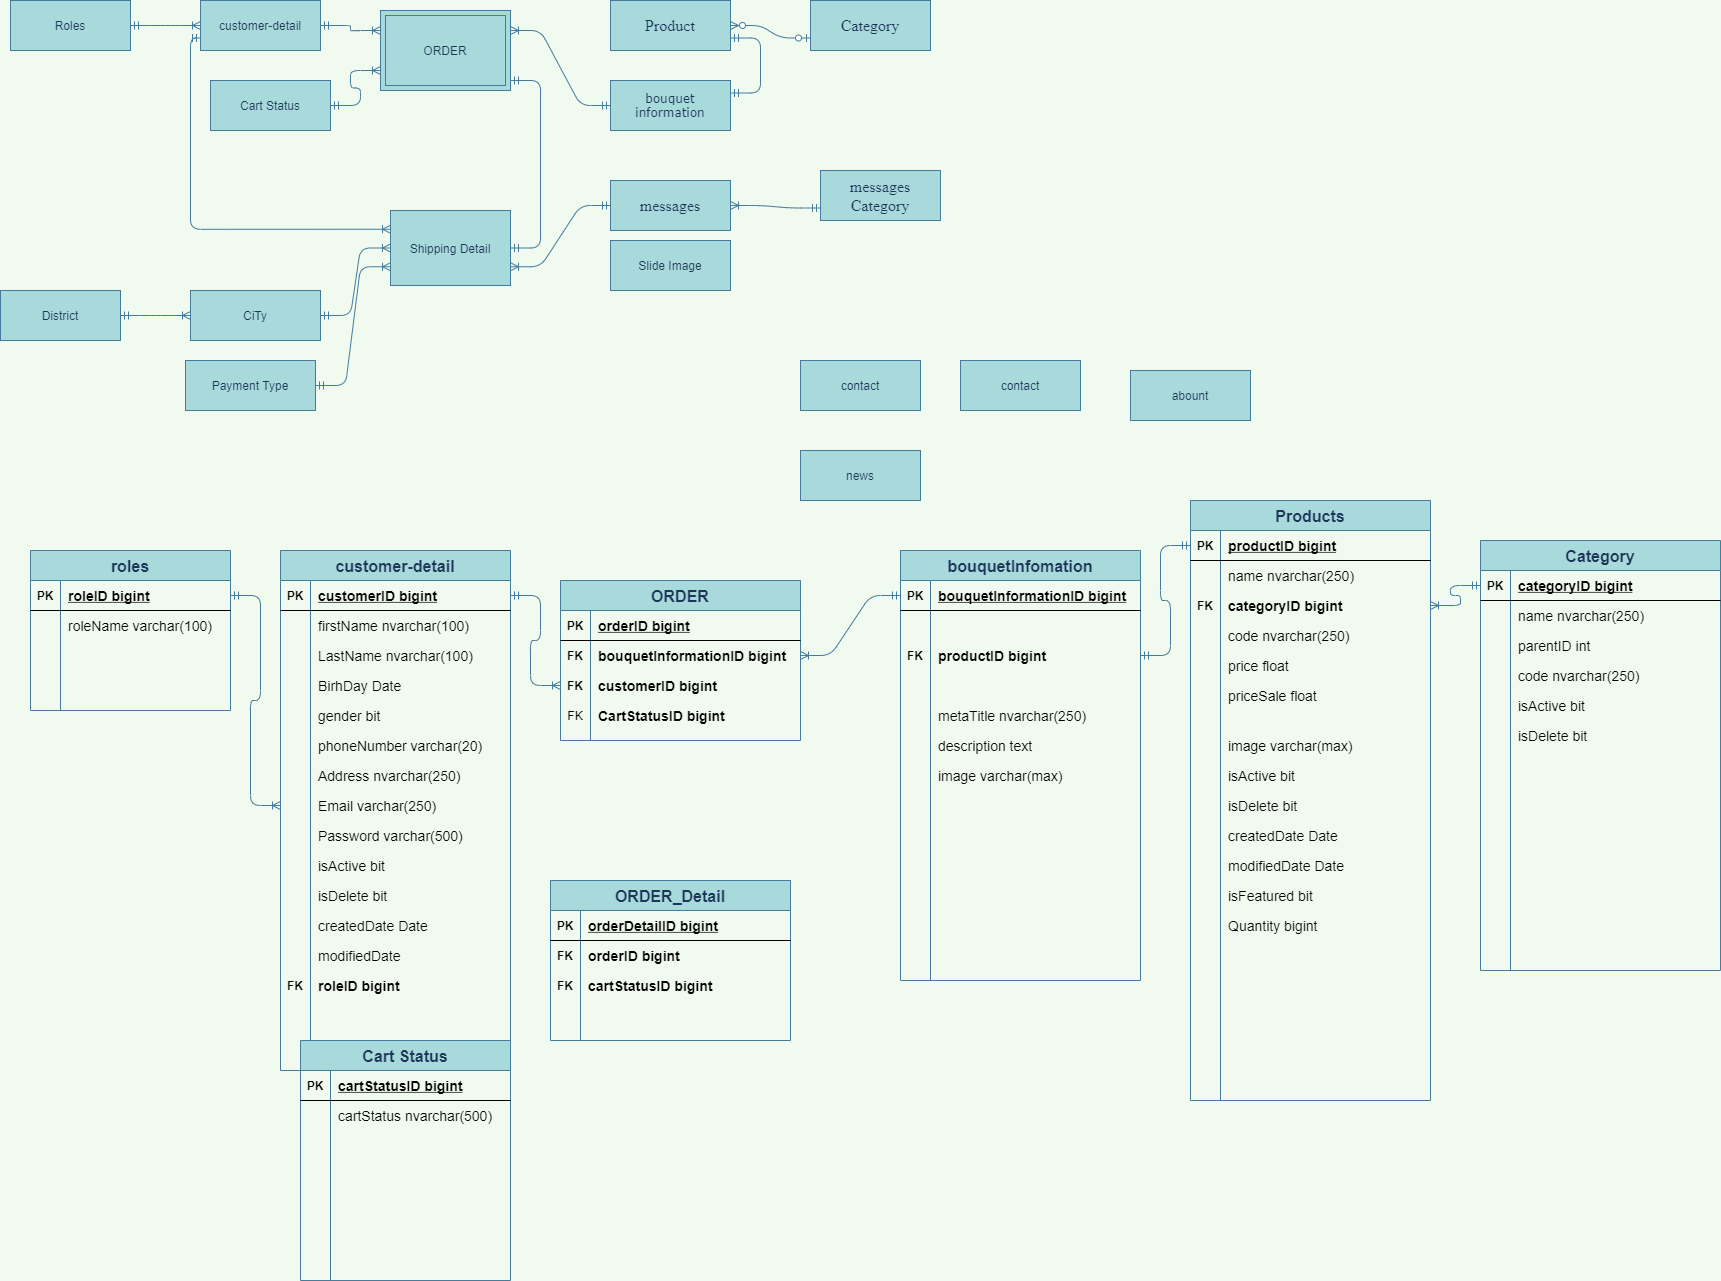 Roles
customer-detail
ORDER
Product
Category
Cart Status
bouquet
information
messages
messages
Category
Shipping Detail
Slide Image
District
CiTy
Payment Type
contact
contact
abount
news
roles
PK roleID bigint
roleName varchar(100)
customer-detail
PK customerID bigint
firstName nvarchar(100)
LastName nvarchar(100)
BirhDay Date
gender bit
phoneNumber varchar(20)
Address nvarchar(250)
Email varchar(250)
Password varchar(500)
isActive bit
isDelete bit
createdDate Date
modifiedDate
FK roleID bigint
Cart Status
PK cartStatusID bigint
cartStatus nvarchar(500)
ORDER
PK orderID bigint
FK bouquetInformationID bigint
FK customerID bigint
FK CartStatusID bigint
ORDER_Detail
PK orderDetailID bigint
FK orderID bigint
FK cartStatusID bigint
bouquetInfomation
PK bouquetInformationID bigint
FK productID bigint
metaTitle nvarchar(250)
description text
image varchar(max)
Products
PK productID bigint
name nvarchar(250)
FK categoryID bigint
code nvarchar(250)
price float
priceSale float
image varchar(max)
isActive bit
isDelete bit
createdDate Date
modifiedDate Date
isFeatured bit
Quantity bigint
Category
PK categoryID bigint
name nvarchar(250)
parentID int
code nvarchar(250)
isActive bit
isDelete bit